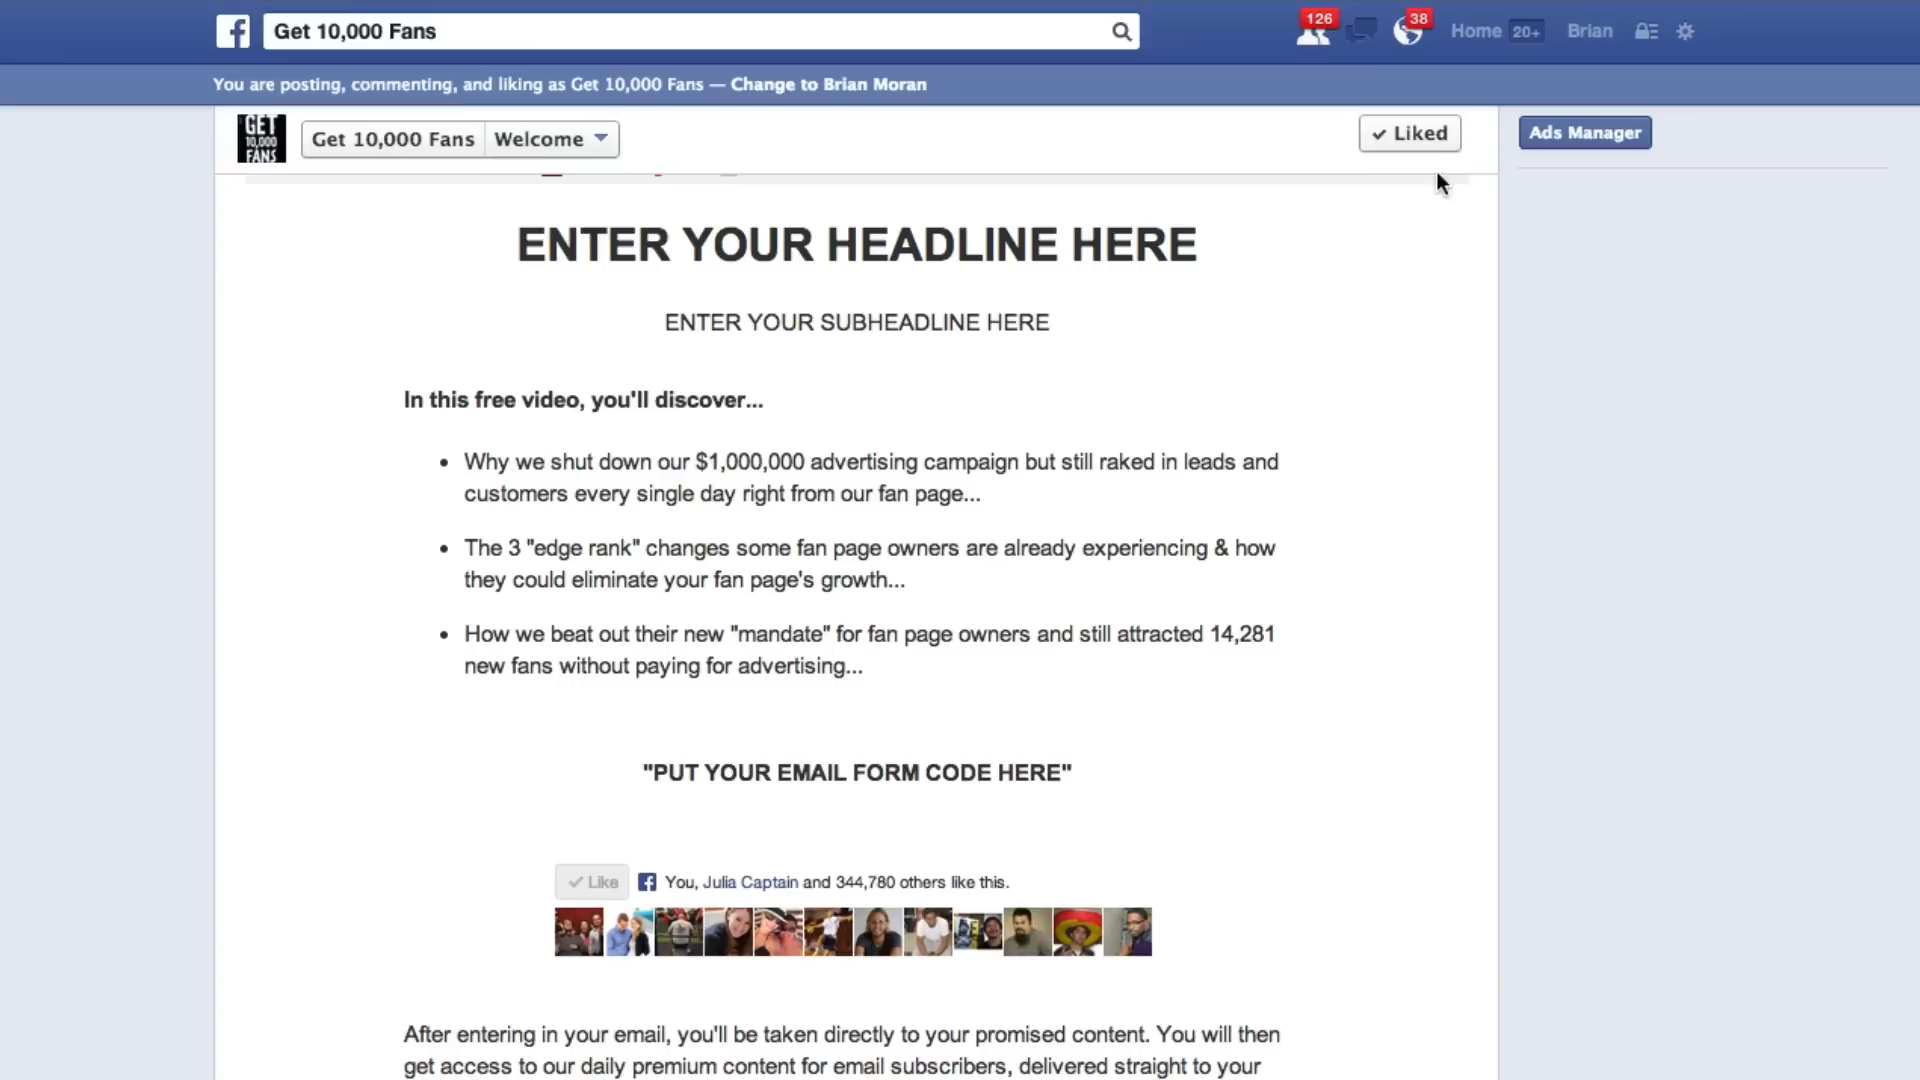 Get 10,000 Fans
126
38
Home 20+
Brian
You are posting, commenting, and liking as Get 10,000 Fans — Change to Brian Moran
GET
10,000
FANS
Get 10,000 Fans
Welcome
✓ Liked
Ads Manager
ENTER YOUR HEADLINE HERE
ENTER YOUR SUBHEADLINE HERE
In this free video, you'll discover...
• Why we shut down our $1,000,000 advertising campaign but still raked in leads and
customers every single day right from our fan page...
• The 3 "edge rank" changes some fan page owners are already experiencing & how
they could eliminate your fan page's growth...
• How we beat out their new "mandate" for fan page owners and still attracted 14,281
new fans without paying for advertising...
"PUT YOUR EMAIL FORM CODE HERE"
✓ Like
You, Julia Captain and 344,780 others like this.
After entering in your email, you'll be taken directly to your promised content. You will then
get access to our daily premium content for email subscribers, delivered straight to your